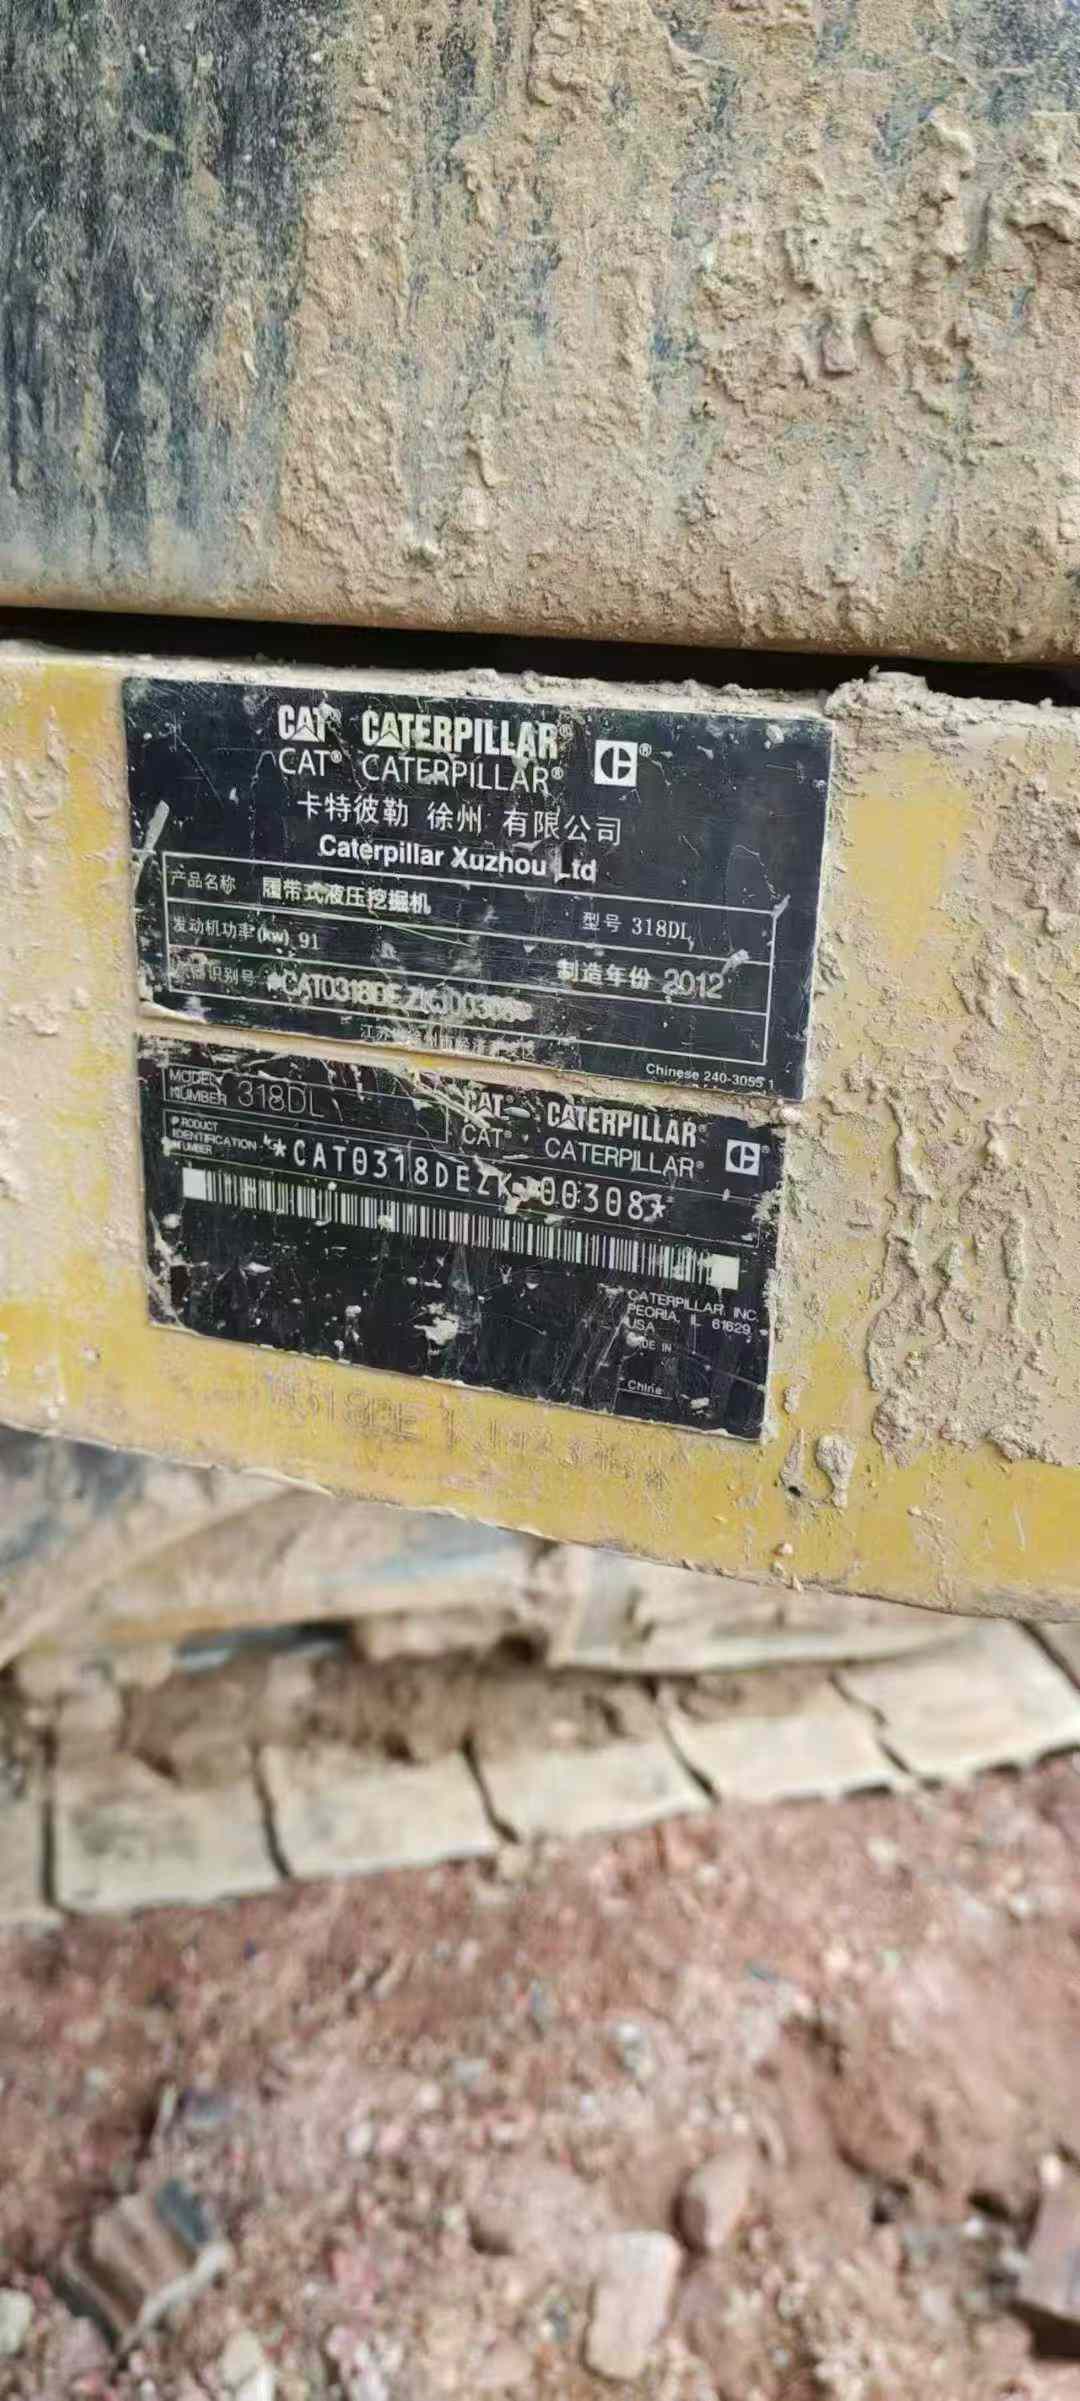 CAT® CATERPILLAR®
CAT® CATERPILLAR®
卡特彼勒 徐州 有限公司
Caterpillar Xuzhou Ltd
产品名称 履带式液压挖掘机 型号 318DL
发动机功率(kw) 91 制造年份 2012
识别号
Chinese 240-3055 1
MODEL NUMBER 318DL
CAT® CATERPILLAR®
CAT® CATERPILLAR®
PRODUCT IDENTIFICATION NUMBER
CATERPILLAR INC.
PEORIA, IL 61629
USA
MADE IN
China